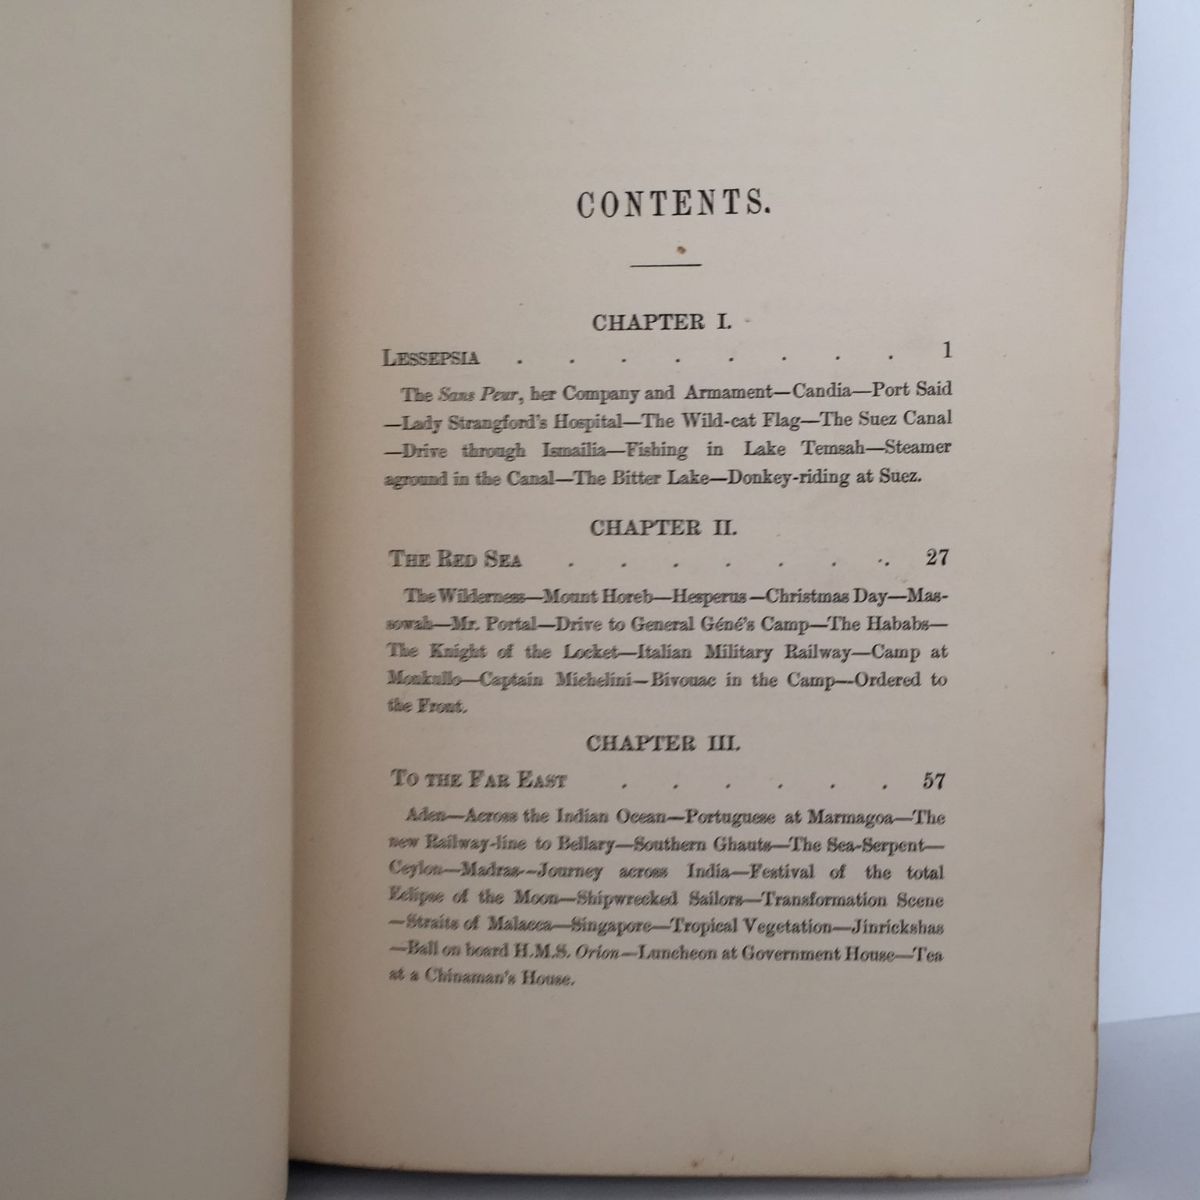 CONTENTS.
CHAPTER I.
LESSEPSIA . . . . . . . . 1
The Sans Peur, her Company and Armament—Candia—Port Said
—Lady Strangford's Hospital—The Wild-cat Flag—The Suez Canal
—Drive through Ismailia—Fishing in Lake Temsah—Steamer
aground in the Canal—The Bitter Lake—Donkey-riding at Suez.
CHAPTER II.
THE RED SEA . . . . . . . 27
The Wilderness—Mount Horeb—Hesperus—Christmas Day—Mas-
sowah—Mr. Portal—Drive to General Géné's Camp—The Hababs—
The Knight of the Locket—Italian Military Railway—Camp at
Monkullo—Captain Michelini—Bivouac in the Camp—Ordered to
the Front.
CHAPTER III.
TO THE FAR EAST . . . . . . 57
Aden—Across the Indian Ocean—Portuguese at Marmagoa—The
new Railway-line to Bellary—Southern Ghauts—The Sea-Serpent—
Ceylon—Madras—Journey across India—Festival of the total
Eclipse of the Moon—Shipwrecked Sailors—Transformation Scene
—Straits of Malacca—Singapore—Tropical Vegetation—Jinrickshas
—Ball on board H.M.S. Orion—Luncheon at Government House—Tea
at a Chinaman's House.